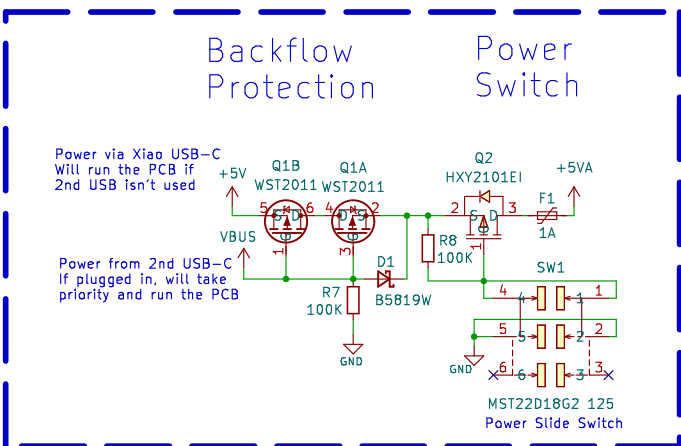 Backflow
Protection
Power
Switch
Power via Xiao USB-C
Will run the PCB if
2nd USB isn't used
+5V
Q1B
WST2011
5
D
S
6
G
1
Q1A
WST2011
4
D
S
2
G
3
Q2
HXY2101EI
2
S
D
3
G
1
F1
1A
+5VA
VBUS
Power from 2nd USB-C
If plugged in, will take
priority and run the PCB
D1
B5819W
R7
100K
GND
R8
100K
SW1
4
4
1
1
5
5
2
2
GND
6
6
3
3
MST22D18G2 125
Power Slide Switch